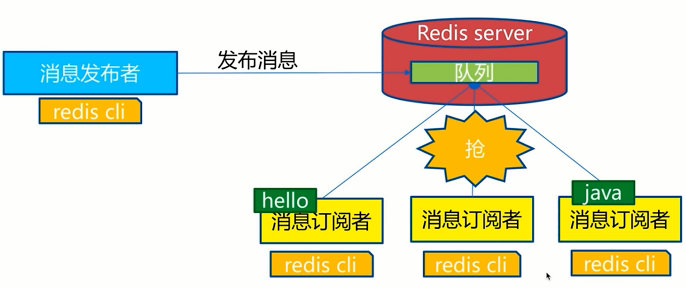 Redis server
消息发布者
发布消息
队列
redis cli
抢
hello
java
消息订阅者
消息订阅者
消息订阅者
redis cli
redis cli
redis cli